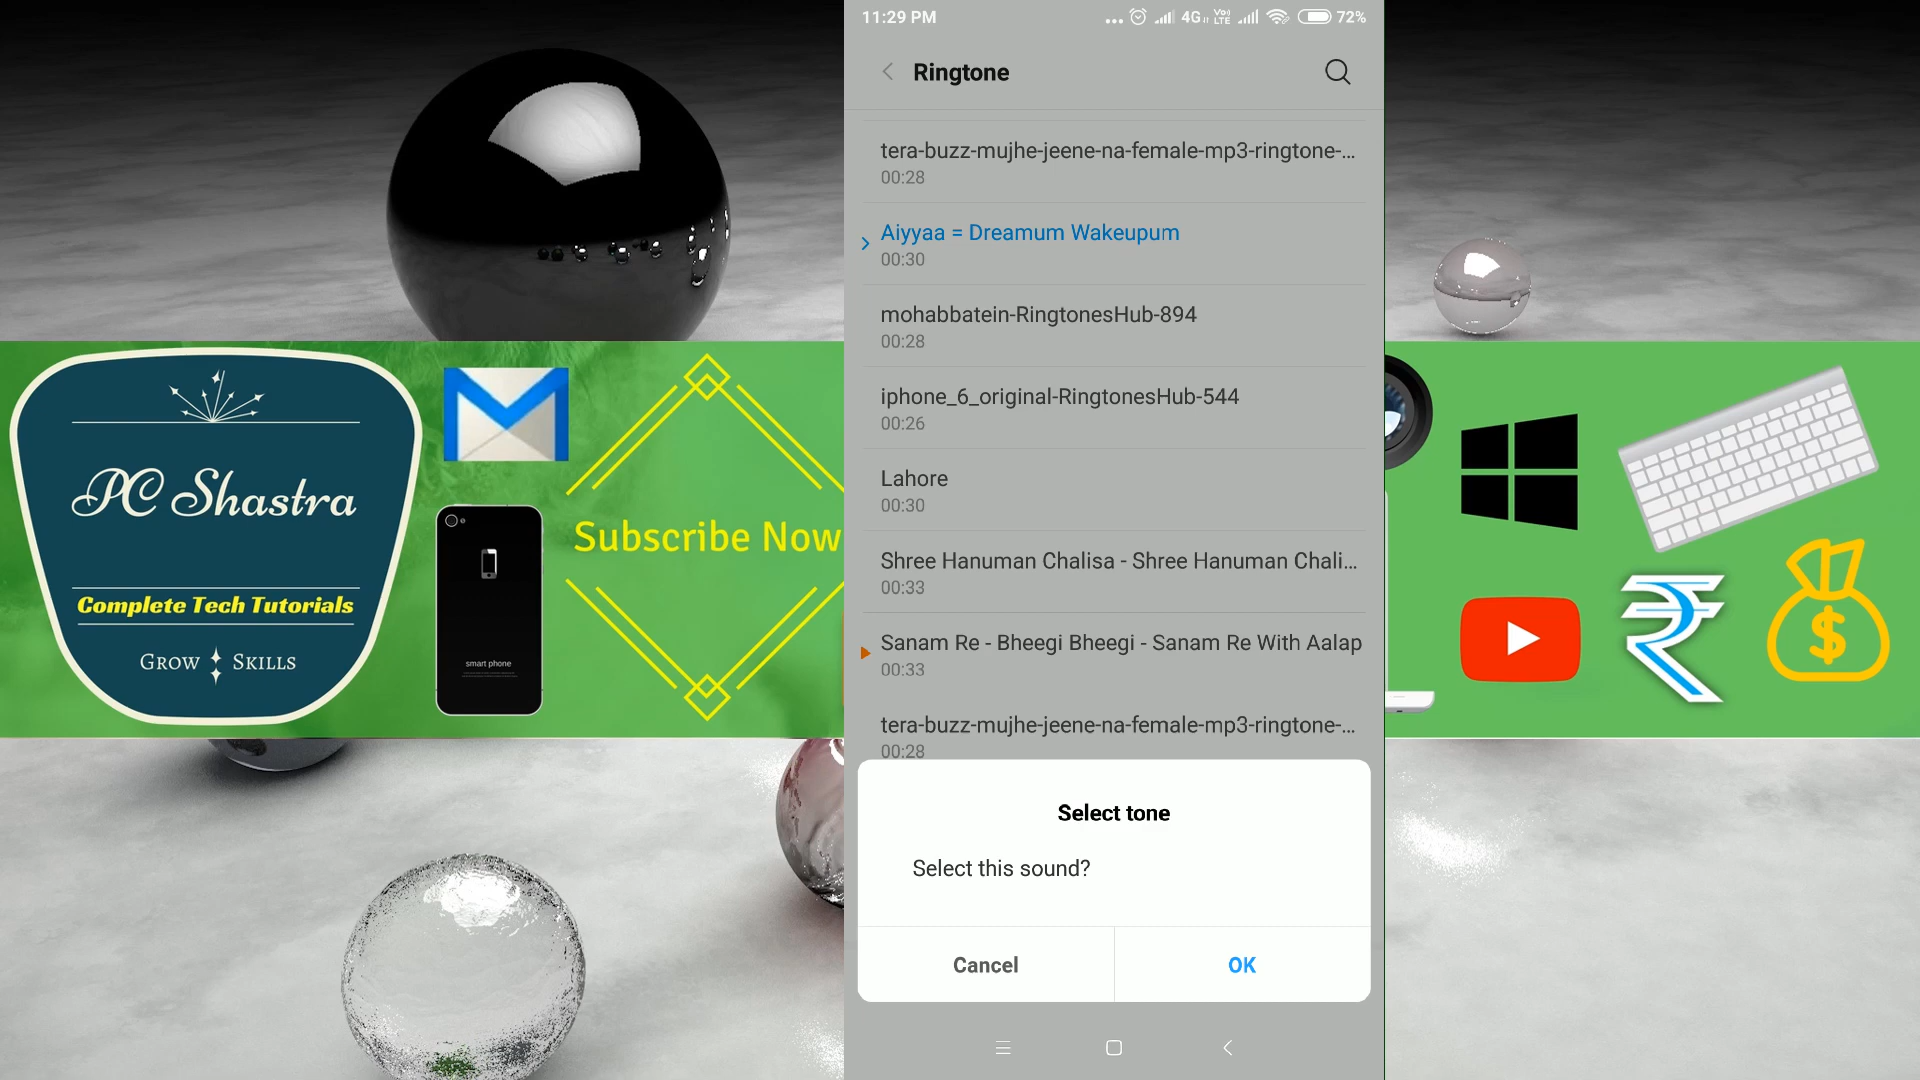 11:29 PM
4G VoJ LTE 72%
Ringtone
tera-buzz-mujhe-jeene-na-female-mp3-ringtone-...
00:28
Aiyyaa = Dreamum Wakeupum
00:30
mohabbatein-RingtonesHub-894
00:28
iphone_6_original-RingtonesHub-544
00:26
Lahore
00:30
Shree Hanuman Chalisa - Shree Hanuman Chali...
00:33
Sanam Re - Bheegi Bheegi - Sanam Re With Aalap
00:33
tera-buzz-mujhe-jeene-na-female-mp3-ringtone-...
00:28
Select tone
Select this sound?
Cancel OK
PC Shastra
Complete Tech Tutorials
GROW SKILLS
smart phone
Subscribe Now